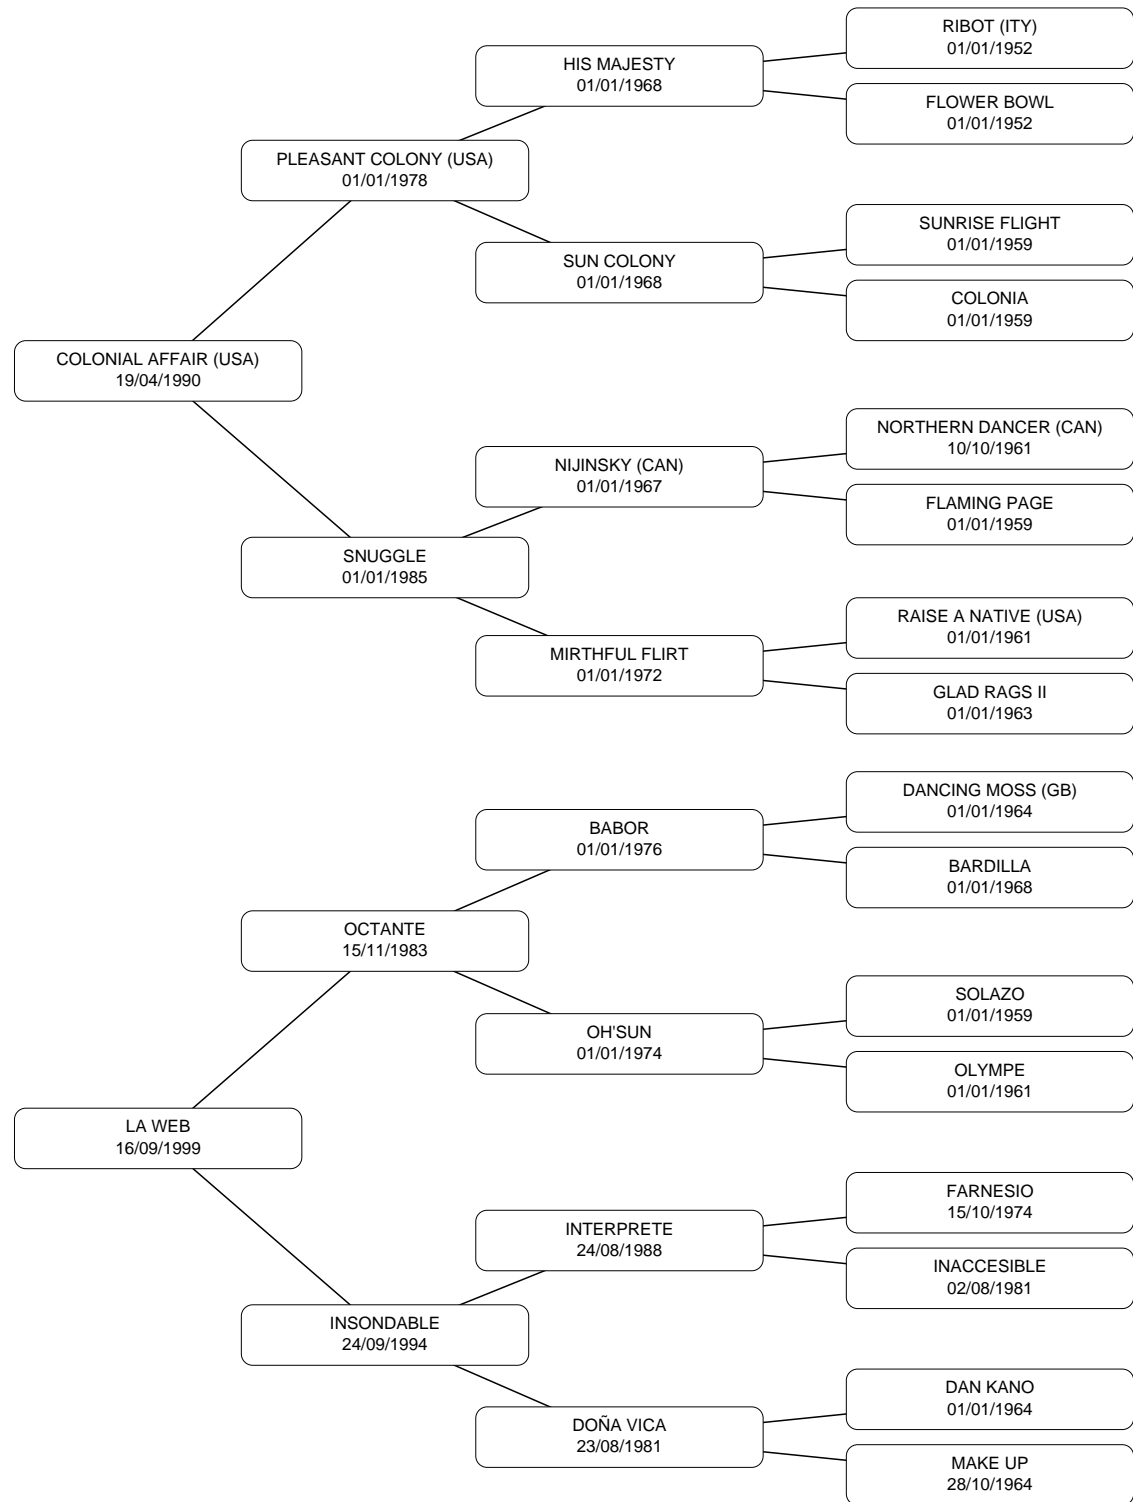 RIBOT (ITY)
01/01/1952
HIS MAJESTY
01/01/1968
FLOWER BOWL
01/01/1952
PLEASANT COLONY (USA)
01/01/1978
SUNRISE FLIGHT
01/01/1959
SUN COLONY
01/01/1968
COLONIA
01/01/1959
COLONIAL AFFAIR (USA)
19/04/1990
NORTHERN DANCER (CAN)
10/10/1961
NIJINSKY (CAN)
01/01/1967
FLAMING PAGE
01/01/1959
SNUGGLE
01/01/1985
RAISE A NATIVE (USA)
01/01/1961
MIRTHFUL FLIRT
01/01/1972
GLAD RAGS II
01/01/1963
DANCING MOSS (GB)
01/01/1964
BABOR
01/01/1976
BARDILLA
01/01/1968
OCTANTE
15/11/1983
SOLAZO
01/01/1959
OH'SUN
01/01/1974
OLYMPE
01/01/1961
LA WEB
16/09/1999
FARNESIO
15/10/1974
INTERPRETE
24/08/1988
INACCESIBLE
02/08/1981
INSONDABLE
24/09/1994
DAN KANO
01/01/1964
DOÑA VICA
23/08/1981
MAKE UP
28/10/1964